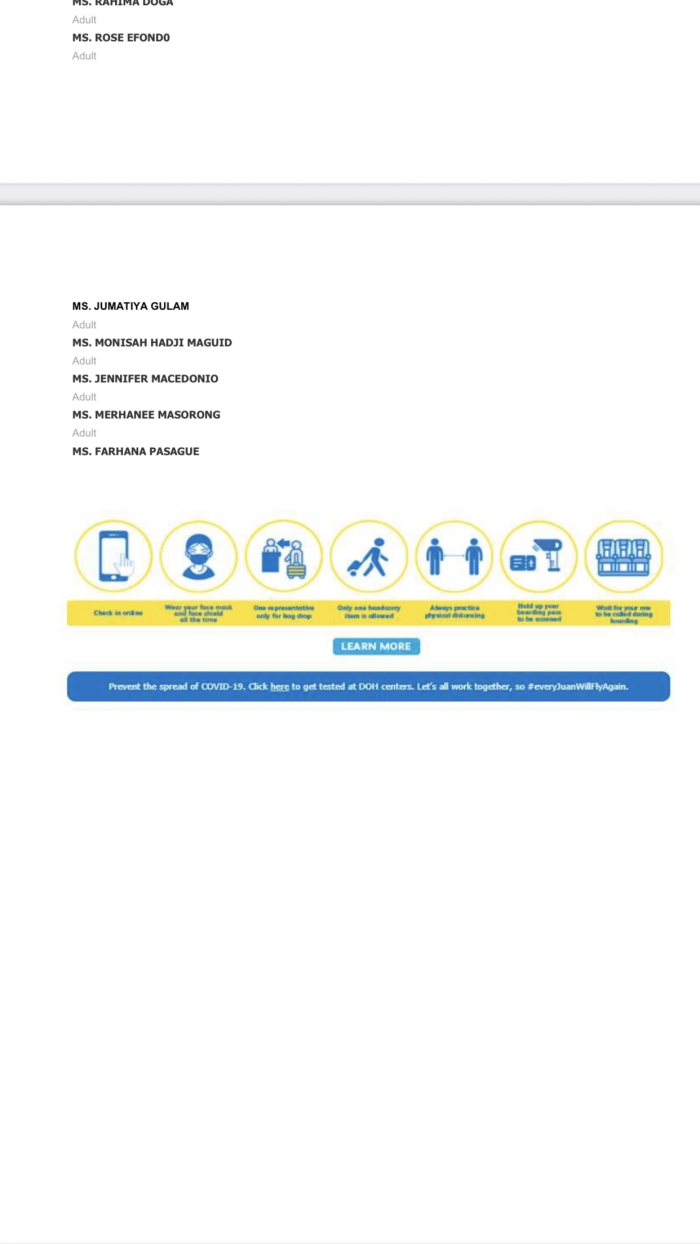 MS. RAHIMA DOGA
Adult
MS. ROSE EFOND0
Adult
MS. JUMATIYA GULAM
Adult
MS. MONISAH HADJI MAGUID
Adult
MS. JENNIFER MACEDONIO
Adult
MS. MERHANEE MASORONG
Adult
MS. FARHANA PASAGUE
Check in online
Wear your face mask
and face shield
all the time
One representative
only for bag drop
Only one handcarry
item is allowed
Always practice
physical distancing
Hold up your
boarding pass
to be scanned
Wait for your row
to be called during
boarding
LEARN MORE
Prevent the spread of COVID-19. Click here to get tested at DOH centers. Let's all work together, so #everyJuanWillFlyAgain.